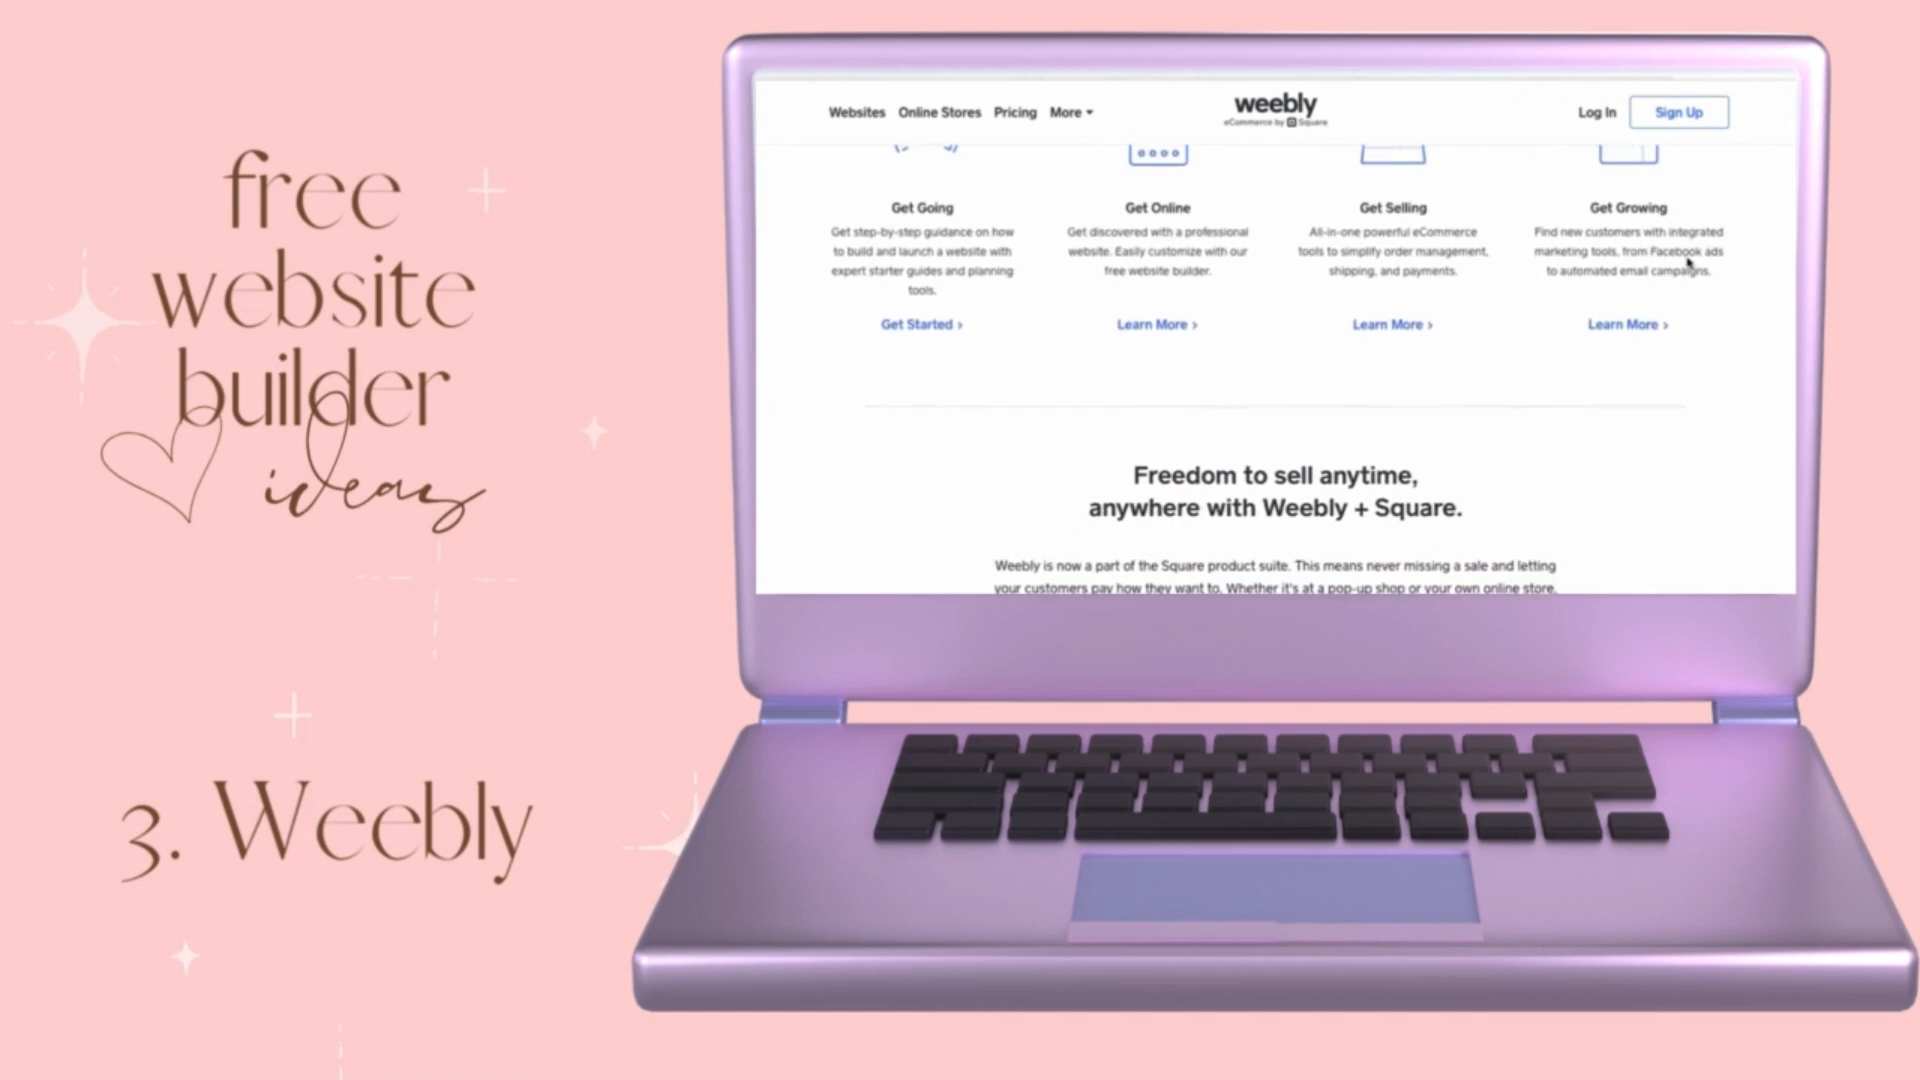 free
website
builder
ideas
3. Weebly
Websites Online Stores Pricing More
weebly
eCommerce by Square
Log In Sign Up
Get Going
Get step-by-step guidance on how
to build and launch a website with
expert starter guides and planning
tools.
Get Started ›
Get Online
Get discovered with a professional
website. Easily customize with our
free website builder.
Learn More ›
Get Selling
All-in-one powerful eCommerce
tools to simplify order management,
shipping, and payments.
Learn More ›
Get Growing
Find new customers with integrated
marketing tools, from Facebook ads
to automated email campaigns.
Learn More ›
Freedom to sell anytime,
anywhere with Weebly + Square.
Weebly is now a part of the Square product suite. This means never missing a sale and letting
your customers pay how they want to. Whether it's at a pop-up shop or your own online store,